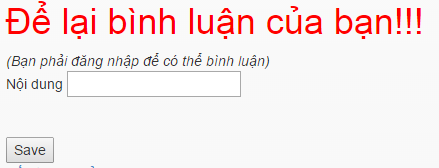 Để lại bình luận của bạn!!!
(Bạn phải đăng nhập để có thể bình luận)
Nội dung
Save